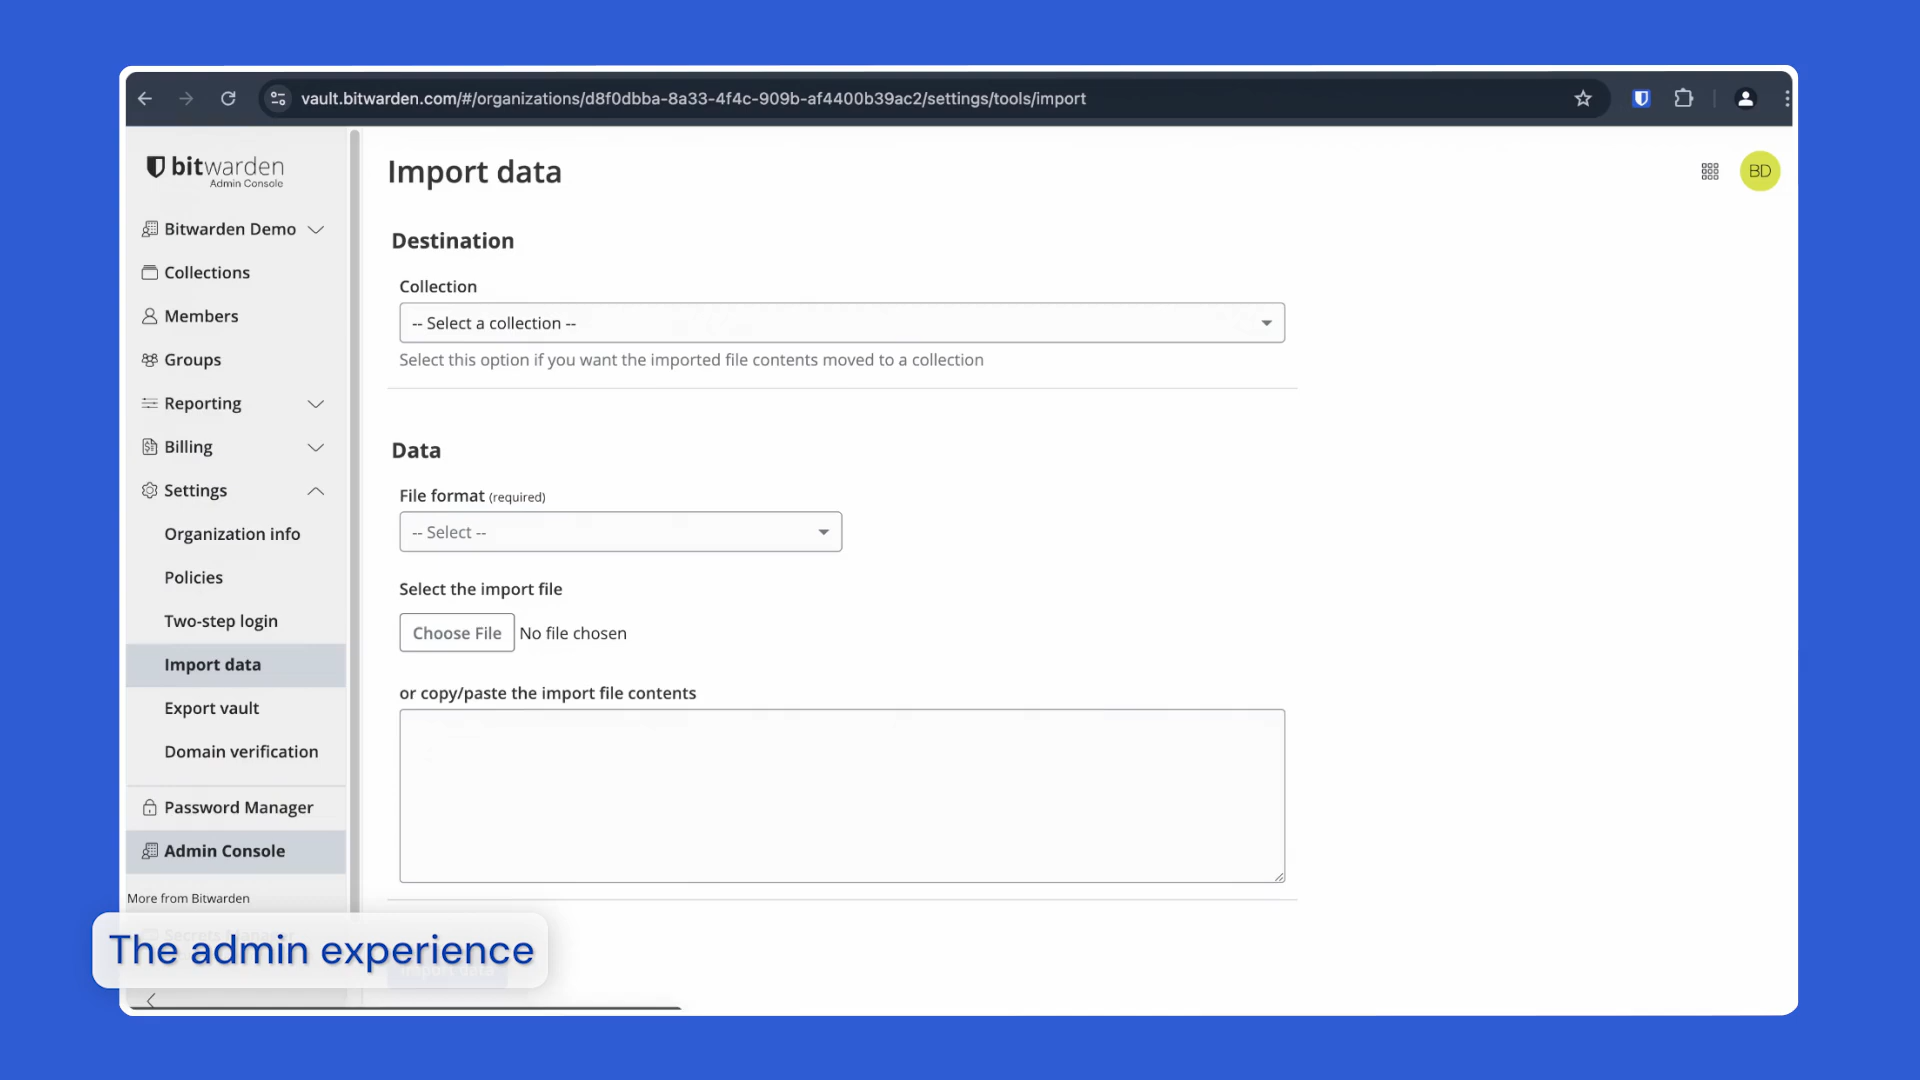 vault.bitwarden.com/#/organizations/d8f0dbba-8a33-4f4c-909b-af4400b39ac2/settings/tools/import
bitwarden
Admin Console
Bitwarden Demo
Collections
Members
Groups
Reporting
Billing
Settings
Organization info
Policies
Two-step login
Import data
Export vault
Domain verification
Password Manager
Admin Console
More from Bitwarden
Secrets Manager
Import data
BD
Destination
Collection
-- Select a collection --
Select this option if you want the imported file contents moved to a collection
Data
File format (required)
-- Select --
Select the import file
Choose File No file chosen
or copy/paste the import file contents
Import data
The admin experience